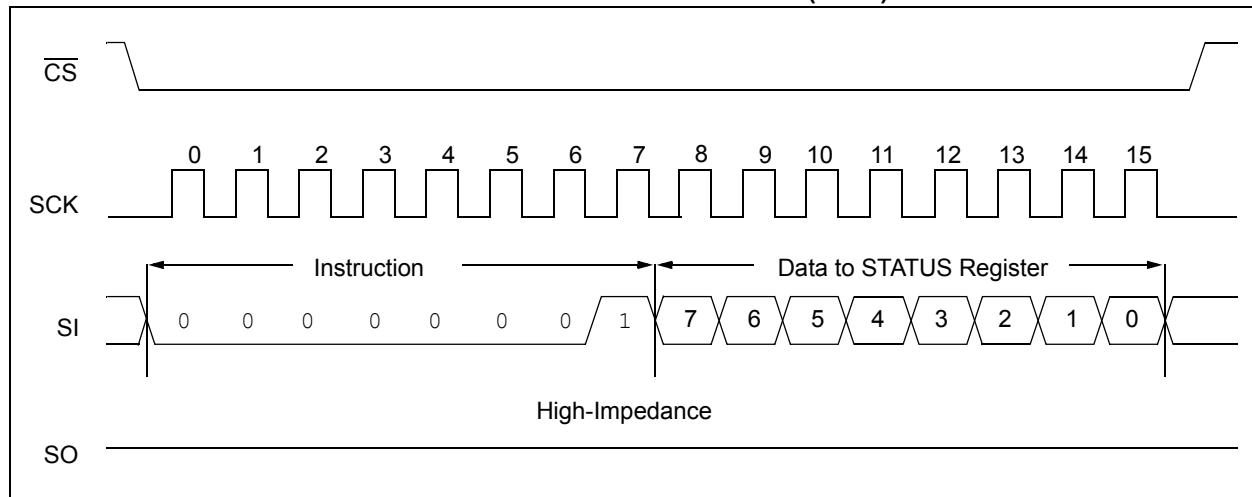 CS
0 1 2 3 4 5 6 7 8 9 10 11 12 13 14 15
SCK
Instruction Data to STATUS Register
SI 0 0 0 0 0 0 0 1 7 6 5 4 3 2 1 0
High-Impedance
SO